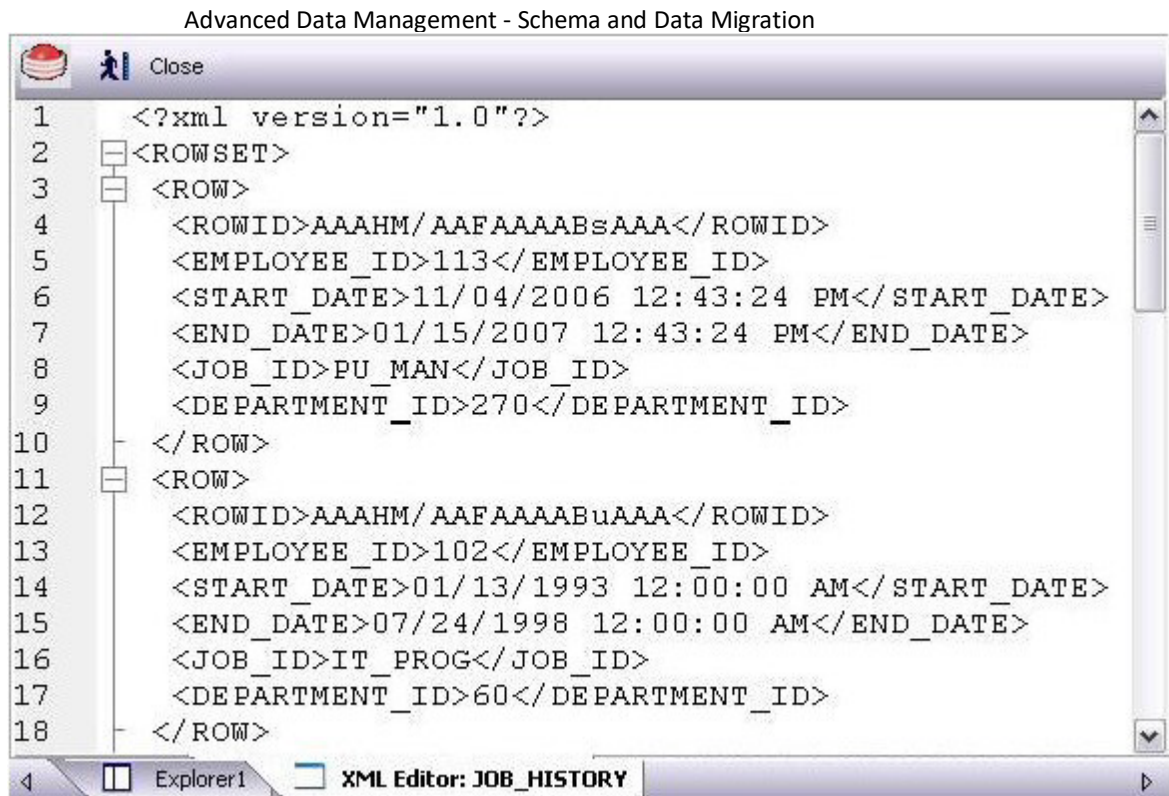 Advanced Data Management - Schema and Data Migration
Close
1 <?xml version="1.0"?>
2 <ROWSET>
3 <ROW>
4 <ROWID>AAAHM/AAFAAAABsAAA</ROWID>
5 <EMPLOYEE_ID>113</EMPLOYEE_ID>
6 <START_DATE>11/04/2006 12:43:24 PM</START_DATE>
7 <END_DATE>01/15/2007 12:43:24 PM</END_DATE>
8 <JOB_ID>PU_MAN</JOB_ID>
9 <DEPARTMENT_ID>270</DEPARTMENT_ID>
10 </ROW>
11 <ROW>
12 <ROWID>AAAHM/AAFAAAABuAAA</ROWID>
13 <EMPLOYEE_ID>102</EMPLOYEE_ID>
14 <START_DATE>01/13/1993 12:00:00 AM</START_DATE>
15 <END_DATE>07/24/1998 12:00:00 AM</END_DATE>
16 <JOB_ID>IT_PROG</JOB_ID>
17 <DEPARTMENT_ID>60</DEPARTMENT_ID>
18 </ROW>
Explorer1 XML Editor: JOB_HISTORY